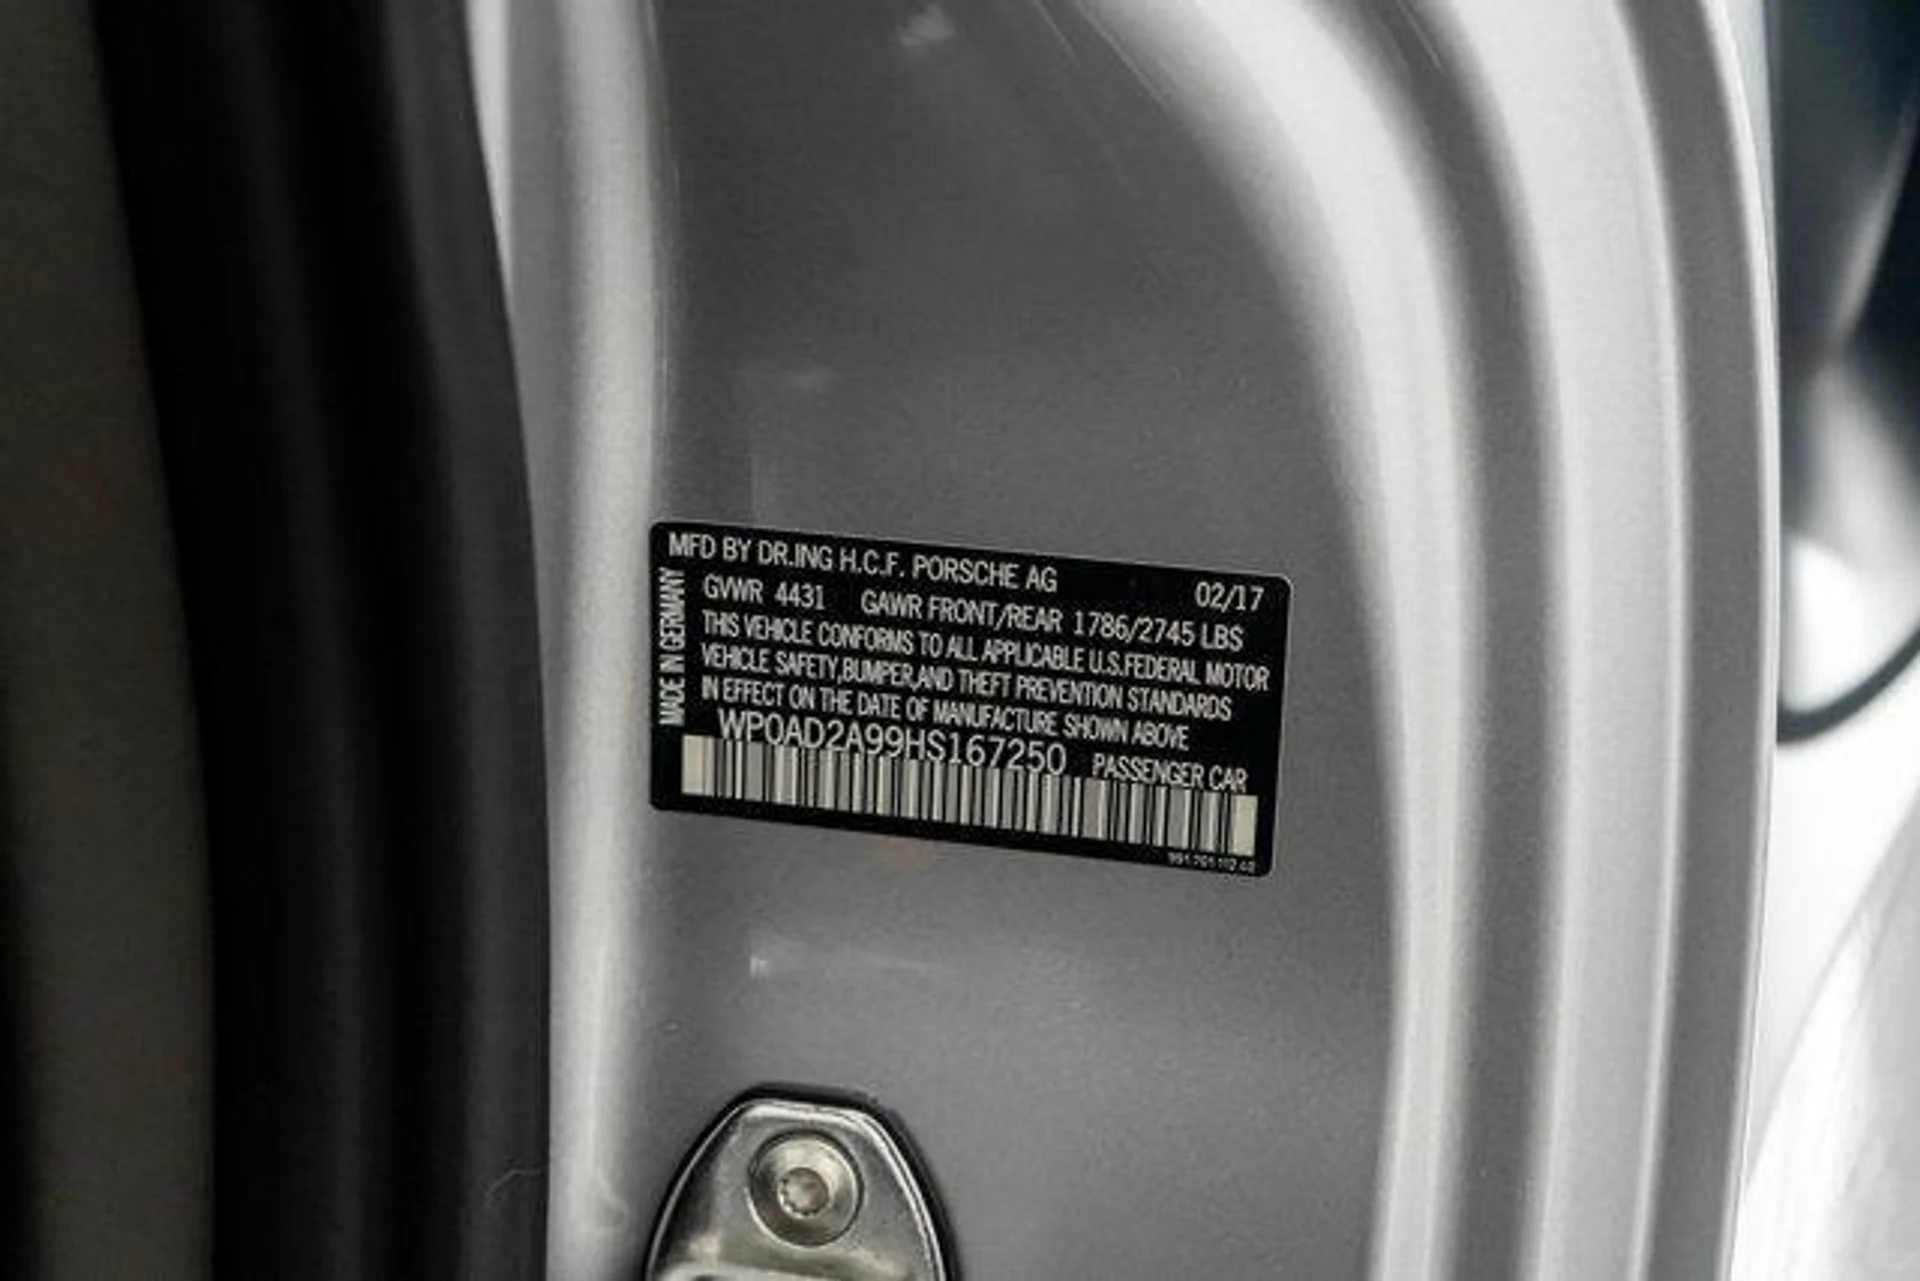 MFD BY DR.ING H.C.F. PORSCHE AG 02/17
GVWR 4431 GAWR FRONT/REAR 1786/2745 LBS
THIS VEHICLE CONFORMS TO ALL APPLICABLE U.S.FEDERAL MOTOR
VEHICLE SAFETY,BUMPER,AND THEFT PREVENTION STANDARDS
IN EFFECT ON THE DATE OF MANUFACTURE SHOWN ABOVE
WP0AD2A99HS167250 PASSENGER CAR
MADE IN GERMANY